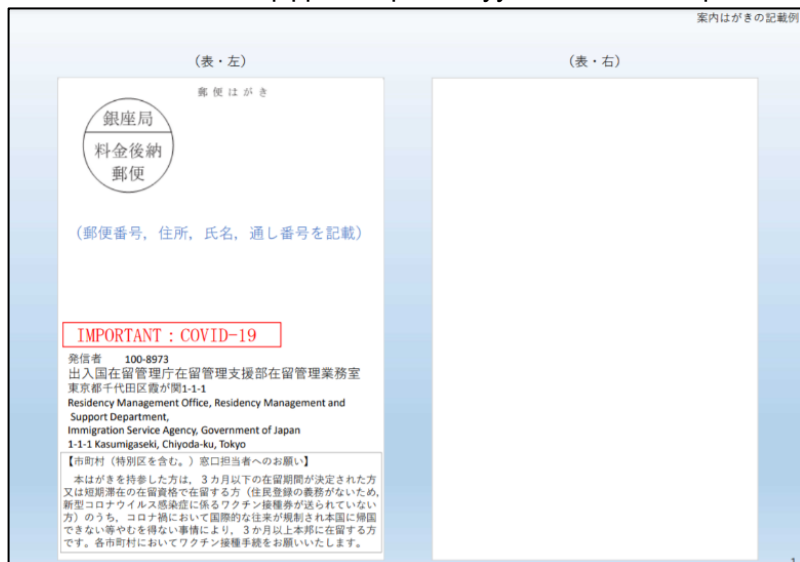 案内はがきの記載例
(表・左)
(表・右)
郵便はがき
銀座局
料金後納
郵便
(郵便番号，住所，氏名，通し番号を記載)
IMPORTANT：COVID-19
発信者 100-8973
出入国在留管理庁在留管理支援部在留管理業務室
東京都千代田区霞が関1-1-1
Residency Management Office, Residency Management and
Support Department,
Immigration Service Agency, Government of Japan
1-1-1 Kasumigaseki, Chiyoda-ku, Tokyo
【市町村（特別区を含む。）窓口担当者へのお願い】
本はがきを持参した方は，３カ月以下の在留期間が決定された方
又は短期滞在の在留資格で在留する方（住民登録の義務がないため，
新型コロナウイルス感染症に係るワクチン接種券が送られていない
方）のうち，コロナ禍において国際的な往来が規制され本国に帰国
できない等やむを得ない事情により，３か月以上本邦に在留する方
です。各市町村においてワクチン接種手続をお願いいたします。